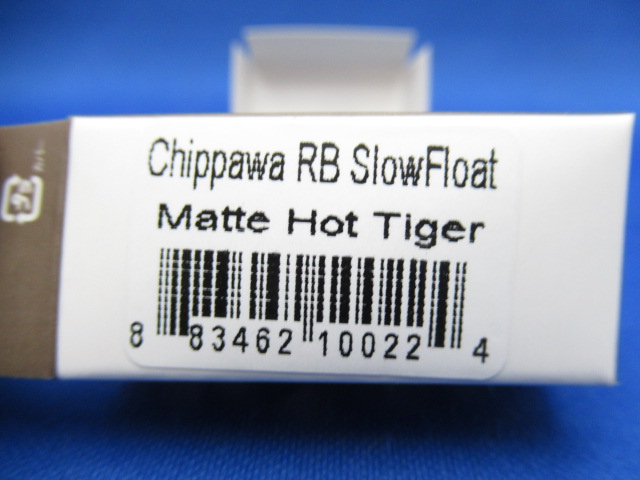 Chippawa RB SlowFloat
Matte Hot Tiger
8 83462 10022 4